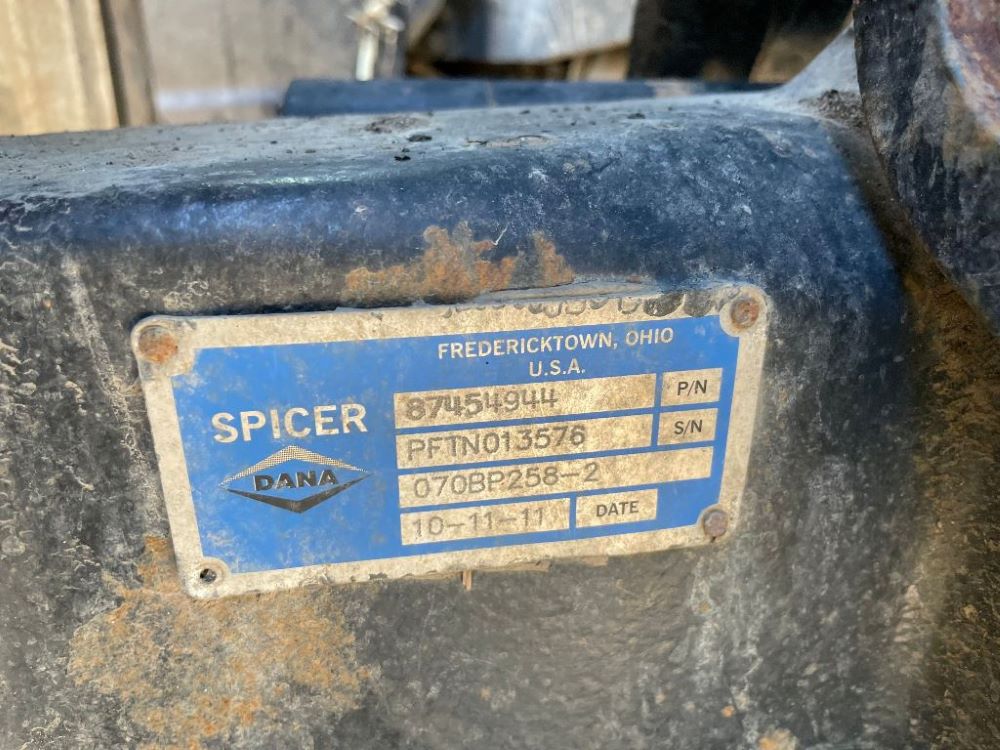 FREDERICKTOWN, OHIO
U.S.A.
SPICER
DANA
87454944 P/N
PFTN013576 S/N
070BP258-2
10-11-11 DATE